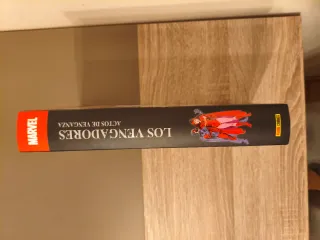 MARVEL
LOS VENGADORES
ACTOS DE VENGANZA